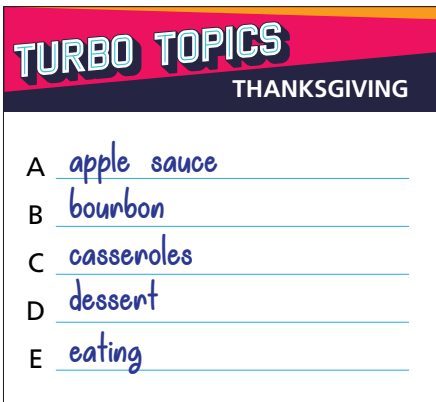 TURBO TOPICS
THANKSGIVING
A apple sauce
B bourbon
C casseroles
D dessert
E eating